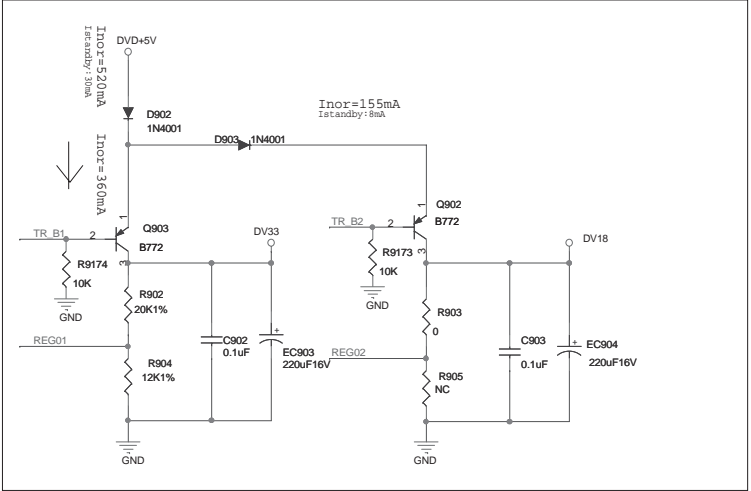 DVD+5V
Inor=520mA
Istandby:30mA
D902
1N4001
Inor=155mA
Istandby:8mA
D903
1N4001
Inor=360mA
1
Q903
B772
TR_B1
2
3
R9174
10K
GND
DV33
R902
20K1%
REG01
R904
12K1%
C902
0.1uF
+
EC903
220uF16V
GND
1
Q902
B772
TR_B2
2
3
R9173
10K
GND
DV18
R903
0
REG02
R905
NC
C903
0.1uF
+
EC904
220uF16V
GND